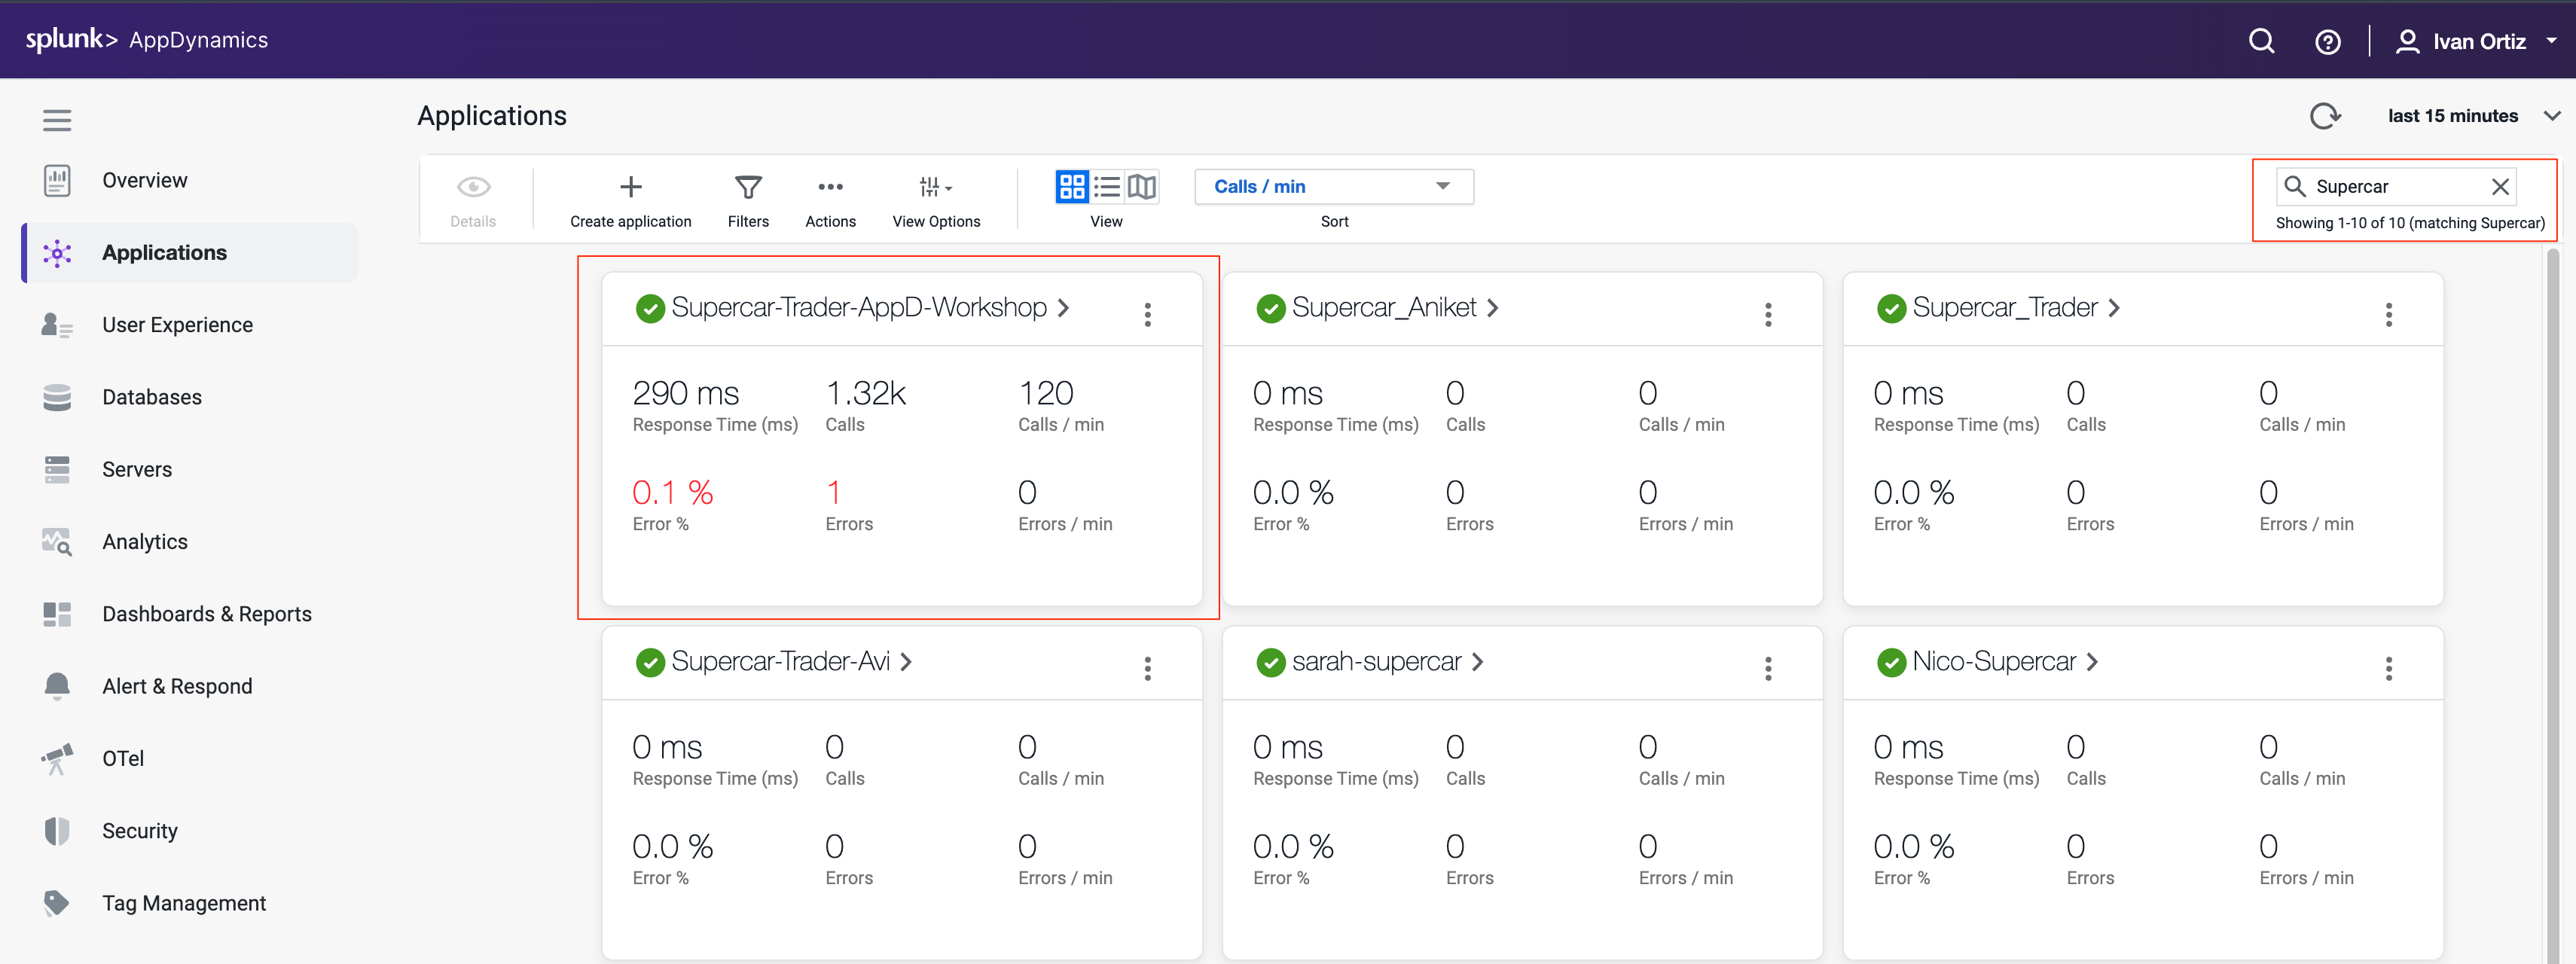 splunk> AppDynamics
Ivan Ortiz
Applications
last 15 minutes
Overview
Applications
User Experience
Databases
Servers
Analytics
Dashboards & Reports
Alert & Respond
OTel
Security
Tag Management
Details
Create application
Filters
Actions
View Options
View
Calls / min
Sort
Supercar
Showing 1-10 of 10 (matching Supercar)
Supercar-Trader-AppD-Workshop
290 ms 1.32k 120
Response Time (ms) Calls Calls / min
0.1 % 1 0
Error % Errors Errors / min
Supercar_Aniket
0 ms 0 0
Response Time (ms) Calls Calls / min
0.0 % 0 0
Error % Errors Errors / min
Supercar_Trader
0 ms 0 0
Response Time (ms) Calls Calls / min
0.0 % 0 0
Error % Errors Errors / min
Supercar-Trader-Avi
0 ms 0 0
Response Time (ms) Calls Calls / min
0.0 % 0 0
Error % Errors Errors / min
sarah-supercar
0 ms 0 0
Response Time (ms) Calls Calls / min
0.0 % 0 0
Error % Errors Errors / min
Nico-Supercar
0 ms 0 0
Response Time (ms) Calls Calls / min
0.0 % 0 0
Error % Errors Errors / min